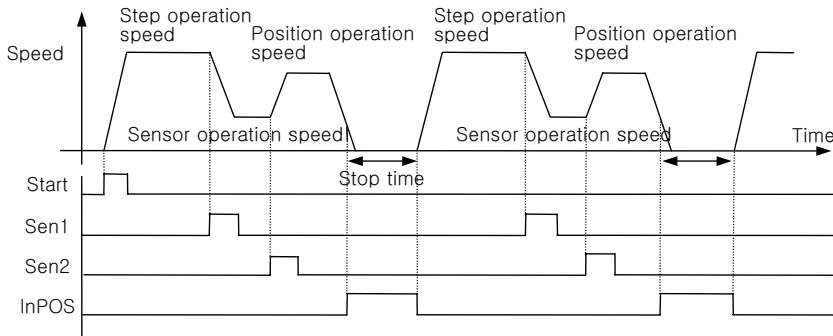 Step operation
speed
Position operation
speed
Step operation
speed
Position operation
speed
Speed
Sensor operation speed
Sensor operation speed
Time
Stop time
Start
Sen1
Sen2
InPOS